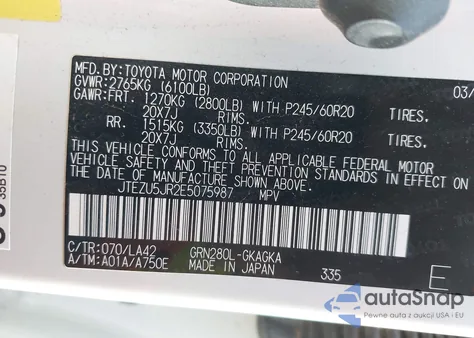 MFD.BY:TOYOTA MOTOR CORPORATION 03/
GVWR:2765KG (6100LB)
GAWR:FRT. 1270KG (2800LB) WITH P245/60R20 TIRES.
20X7J RIMS.
RR. 1515KG (3350LB) WITH P245/60R20 TIRES.
20X7J RIMS.
THIS VEHICLE CONFORMS TO ALL APPLICABLE FEDERAL MOTOR
VEHICLE SAFETY AND THEFT PREVENTION STANDARDS IN EFFECT ON
THE DATE OF MANUFACTURE SHOWN ABOVE.
JTEZU5JR2E5075987 MPV
C/TR:070/LA42 GRN280L-GKAGKA
A/TM:A01A/A750E MADE IN JAPAN 335 E
35B10
autoSnap
Pewne auta z aukcji USA i EU